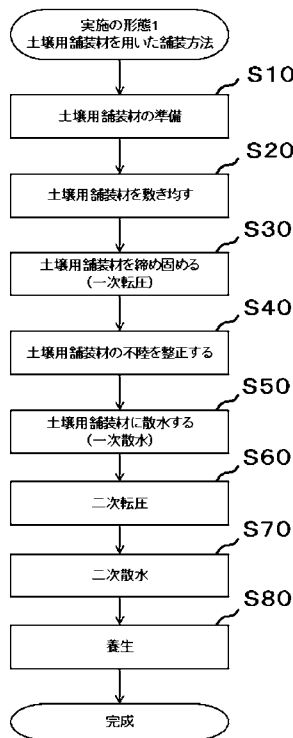 実施の形態1
土壌用舗装材を用いた舗装方法
S10
土壌用舗装材の準備
S20
土壌用舗装材を敷き均す
S30
土壌用舗装材を締め固める
(一次転圧)
S40
土壌用舗装材の不陸を整正する
S50
土壌用舗装材に散水する
(一次散水)
S60
二次転圧
S70
二次散水
S80
養生
完成